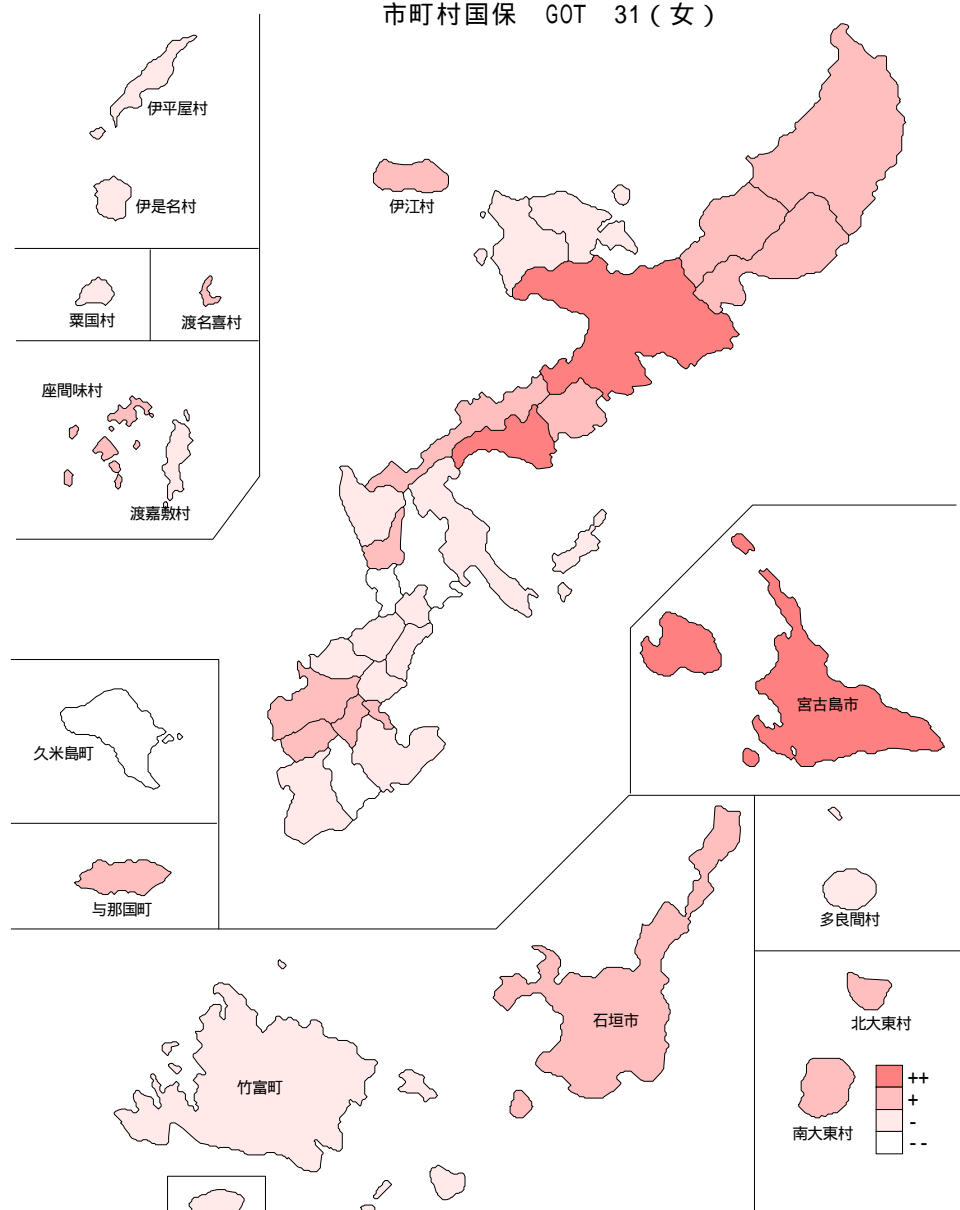 市町村国保 GOT 31(女)
伊平屋村
伊是名村
伊江村
粟国村
渡名喜村
座間味村
渡嘉敷村
宮古島市
久米島町
与那国町
多良間村
石垣市
北大東村
竹富町
南大東村
++
+
-
--